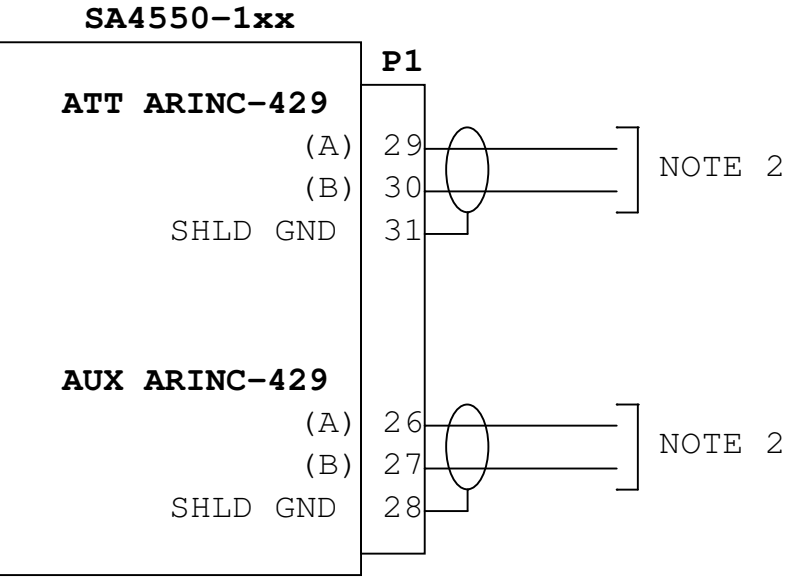 SA4550-1xx
P1
ATT ARINC-429
(A) 29
(B) 30
NOTE 2
SHLD GND 31
AUX ARINC-429
(A) 26
(B) 27
NOTE 2
SHLD GND 28